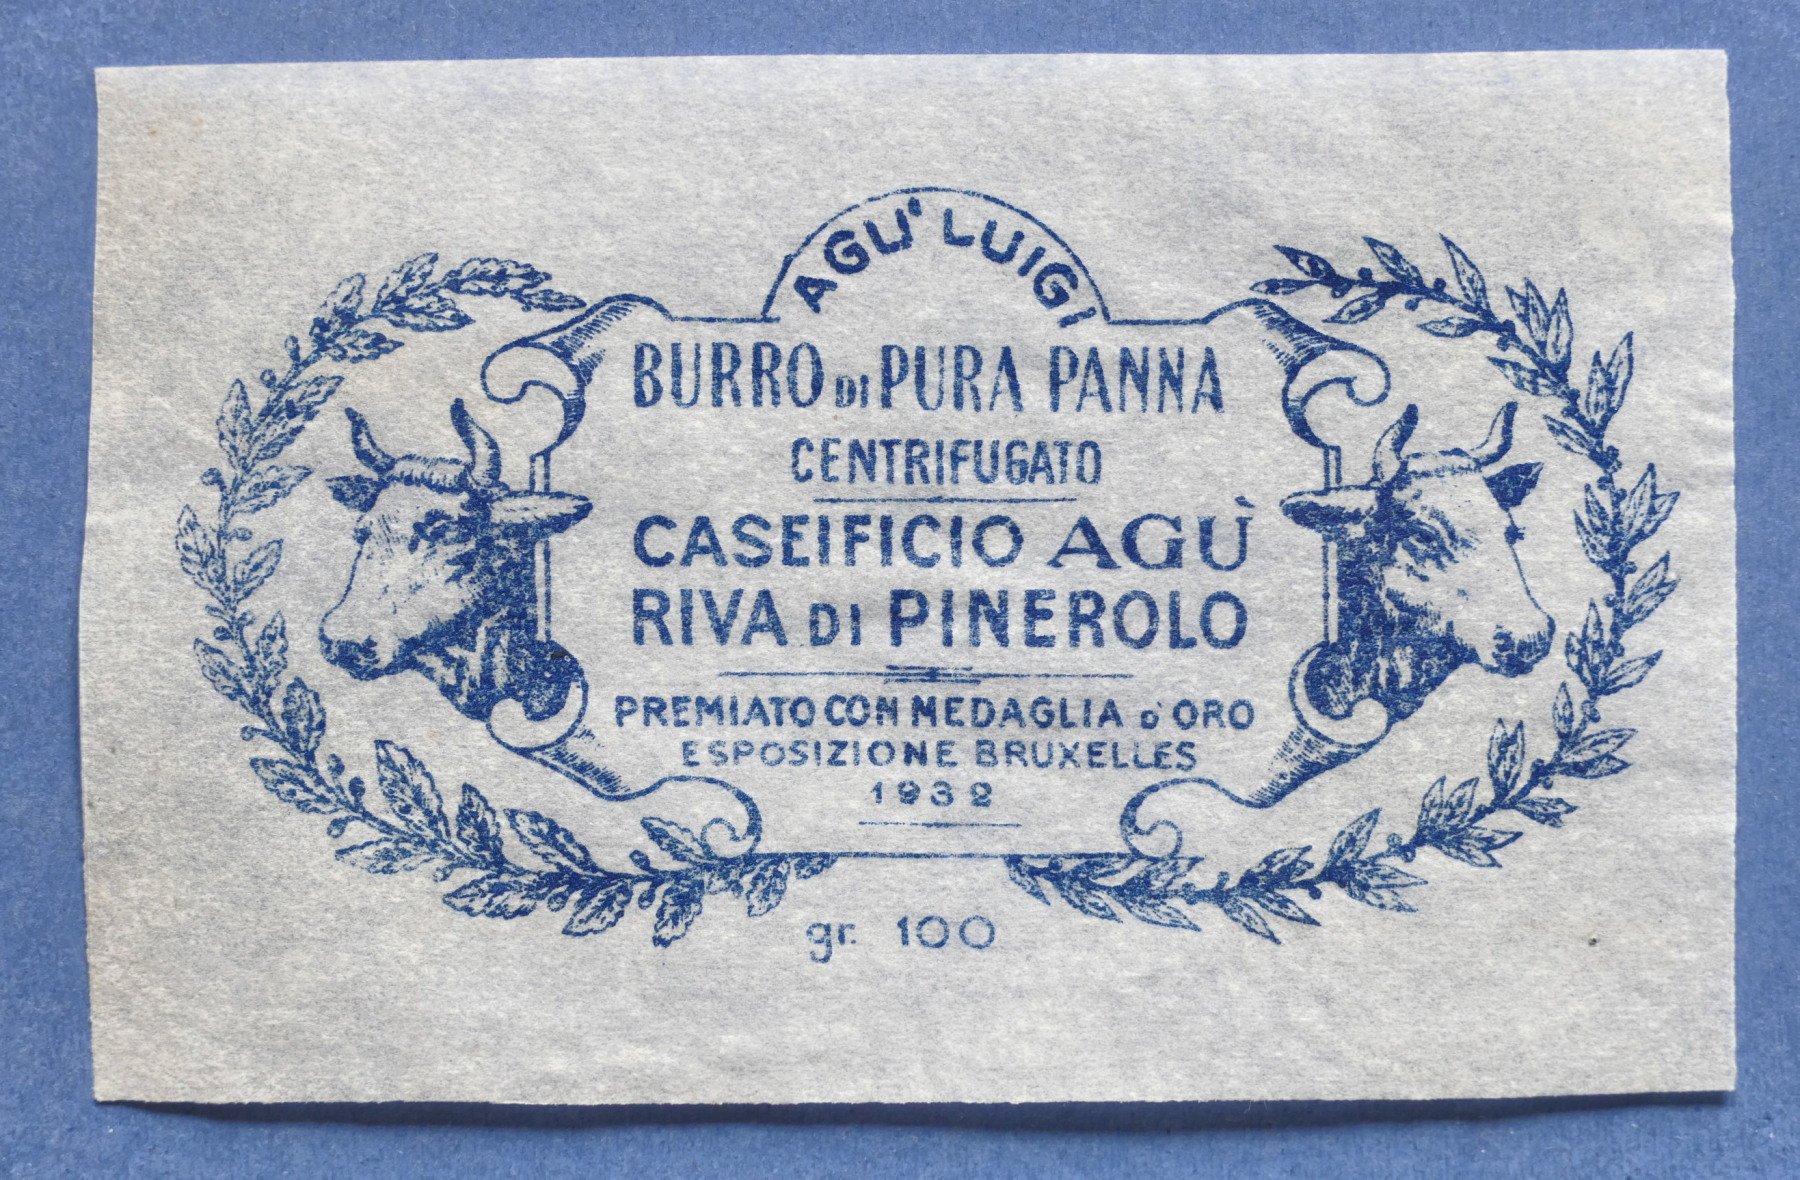 AGU' LUIGI
BURRO DI PURA PANNA
CENTRIFUGATO
CASEIFICIO AGÙ
RIVA DI PINEROLO
PREMIATO CON MEDAGLIA D'ORO
ESPOSIZIONE BRUXELLES
1932
gr. 100